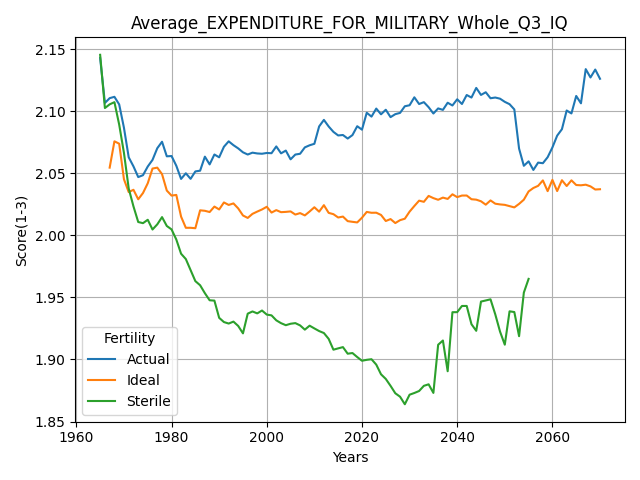 Average_EXPENDITURE_FOR_MILITARY_Whole_Q3_IQ
2.15
2.10
2.05
2.00
1.95
1.90
1.85
Score(1-3)
Fertility
Actual
Ideal
Sterile
1960 1980 2000 2020 2040 2060
Years